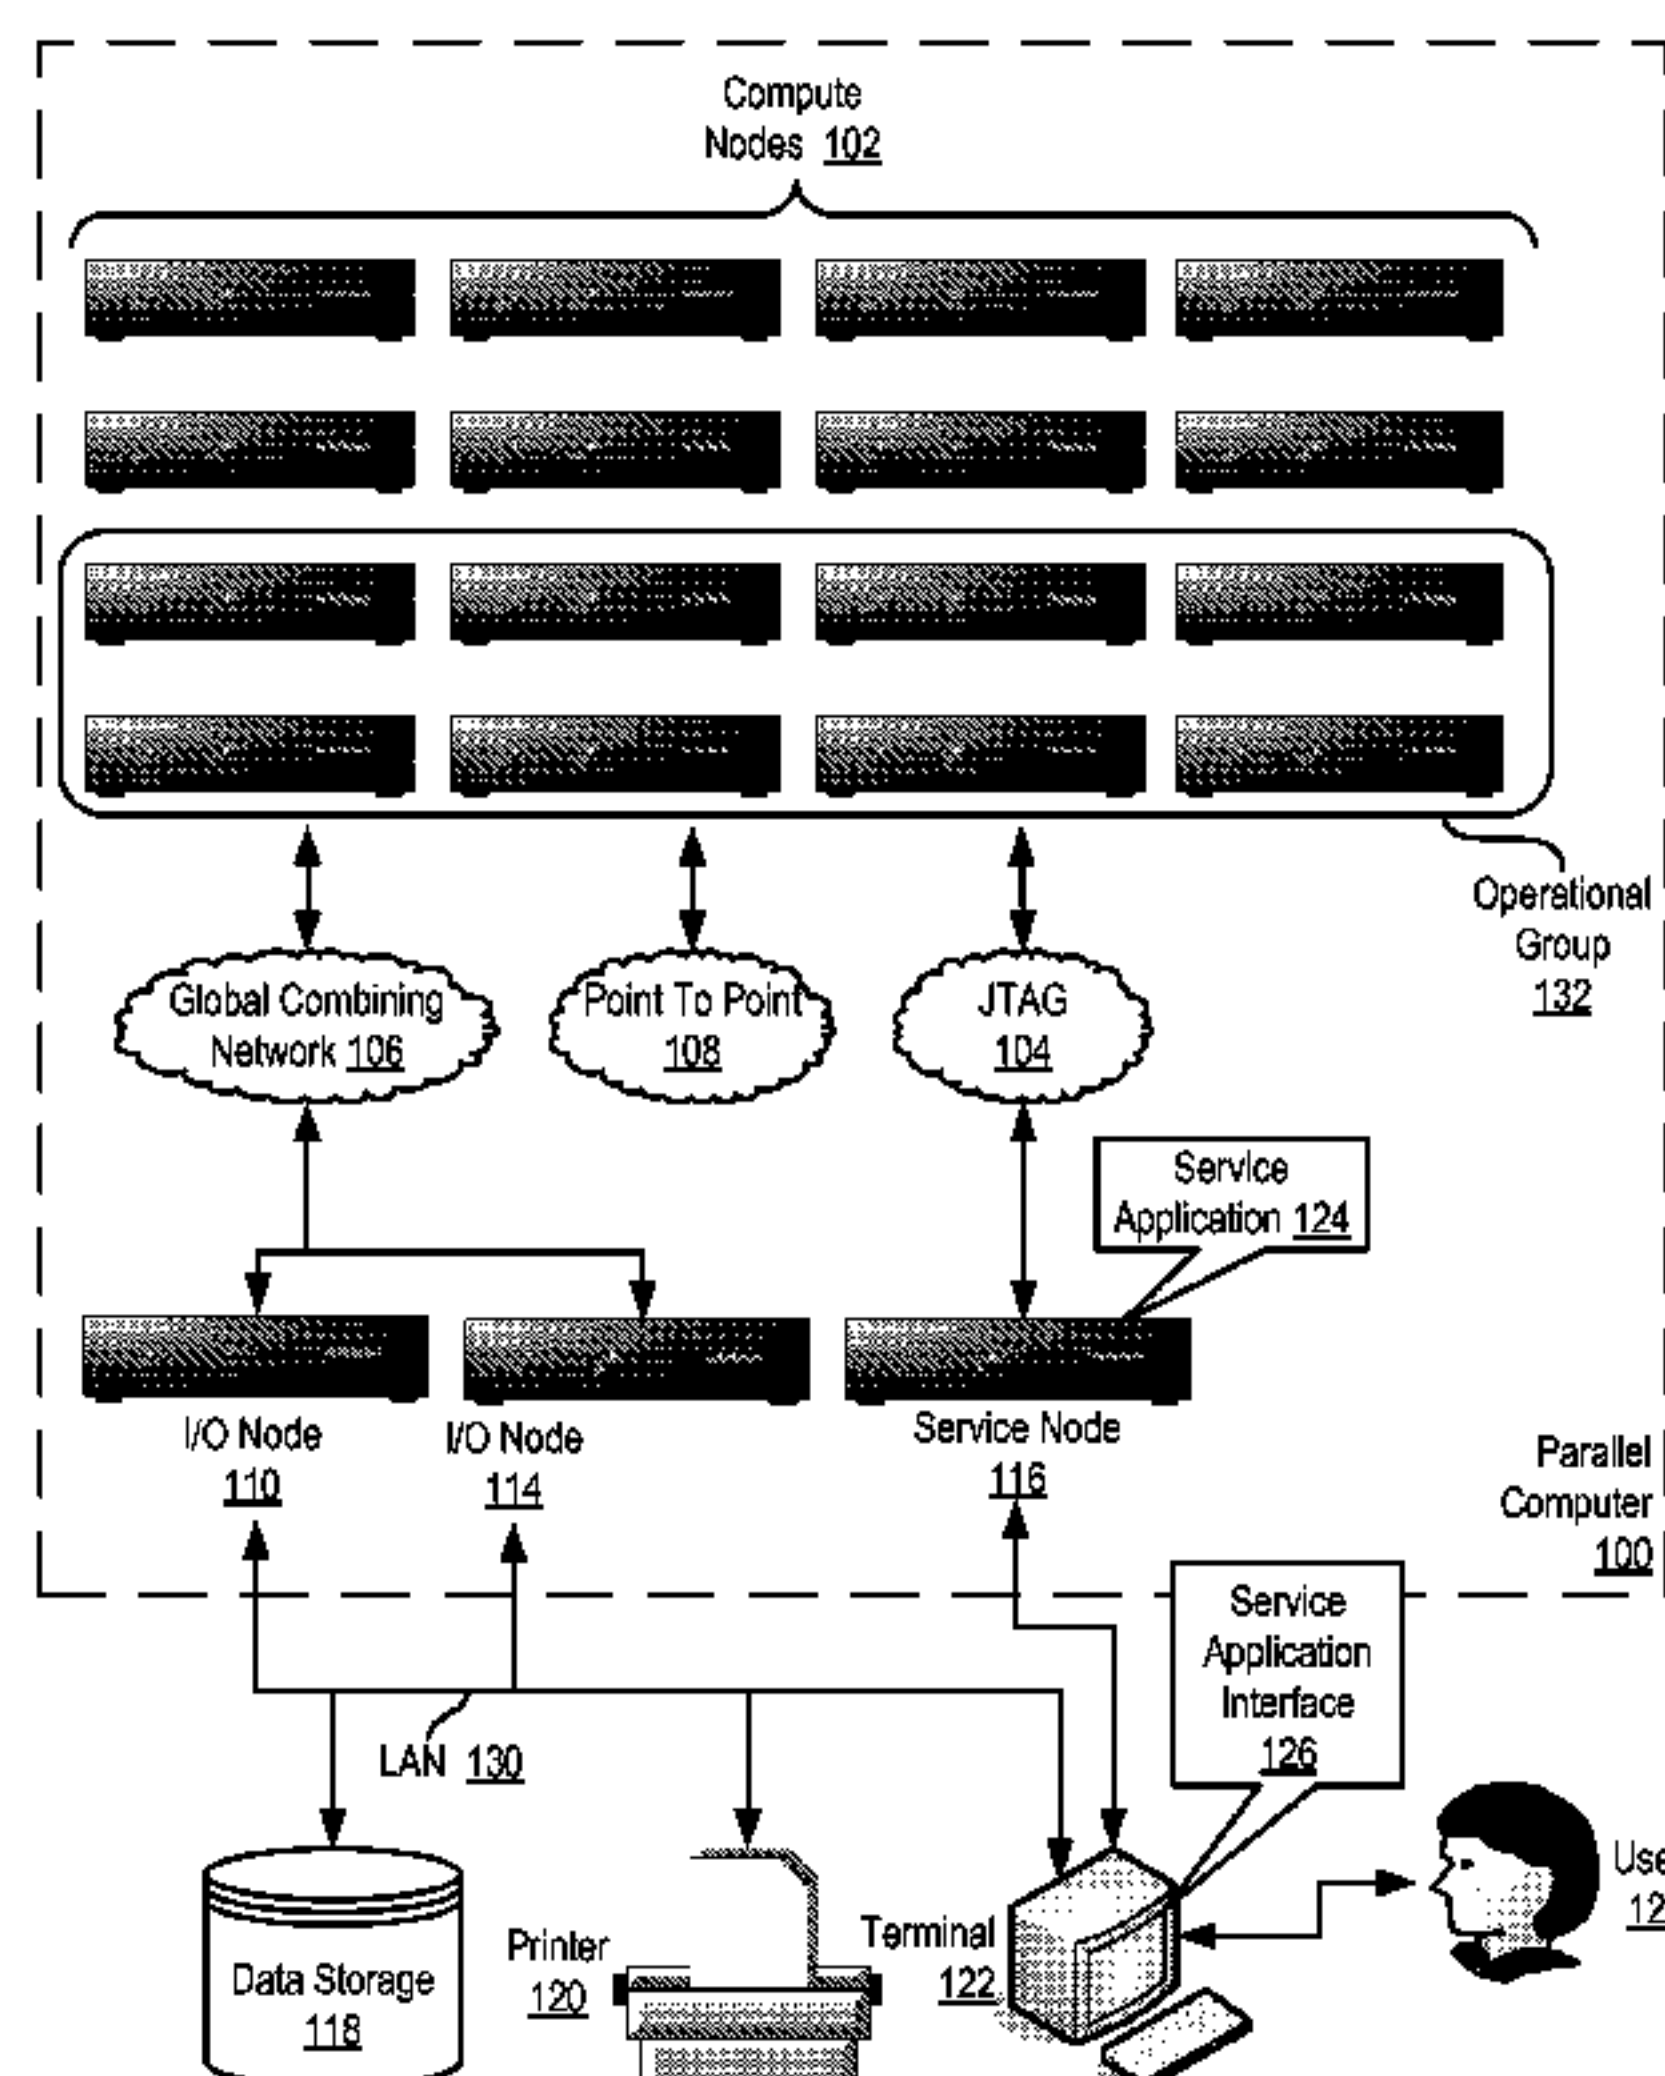 Compute
Nodes 102
Operational
Group
132
Global Combining
Network 106
Point To Point
108
JTAG
104
Service
Application 124
I/O Node
110
I/O Node
114
Service Node
116
Parallel
Computer
100
Service
Application
Interface
126
LAN 130
Data Storage
118
Printer
120
Terminal
122